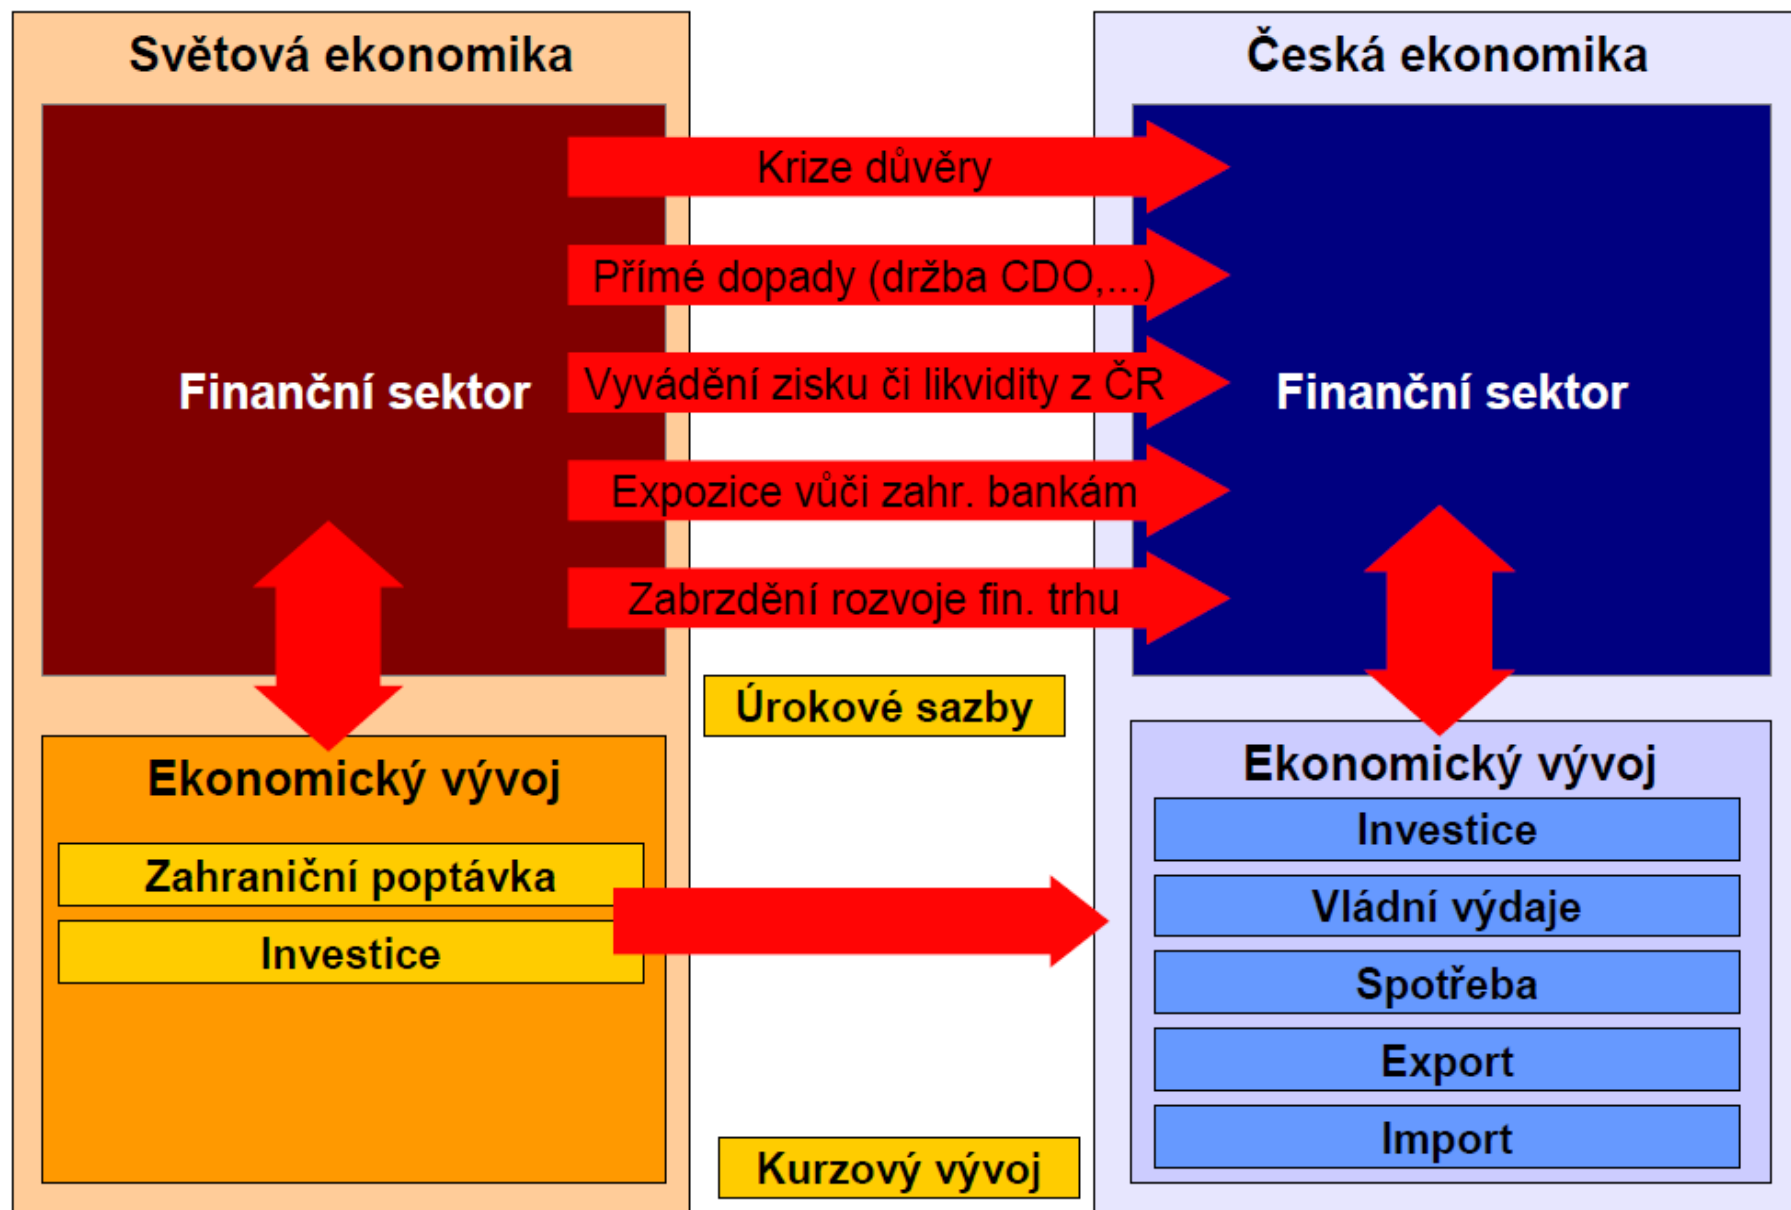 Světová ekonomika
Česká ekonomika
Krize důvěry
Přímé dopady (držba CDO,...)
Finanční sektor
Vyvádění zisku či likvidity z ČR
Finanční sektor
Expozice vůči zahr. bankám
Zabrzdění rozvoje fin. trhu
Úrokové sazby
Ekonomický vývoj
Zahraniční poptávka
Investice
Ekonomický vývoj
Investice
Vládní výdaje
Spotřeba
Export
Import
Kurzový vývoj